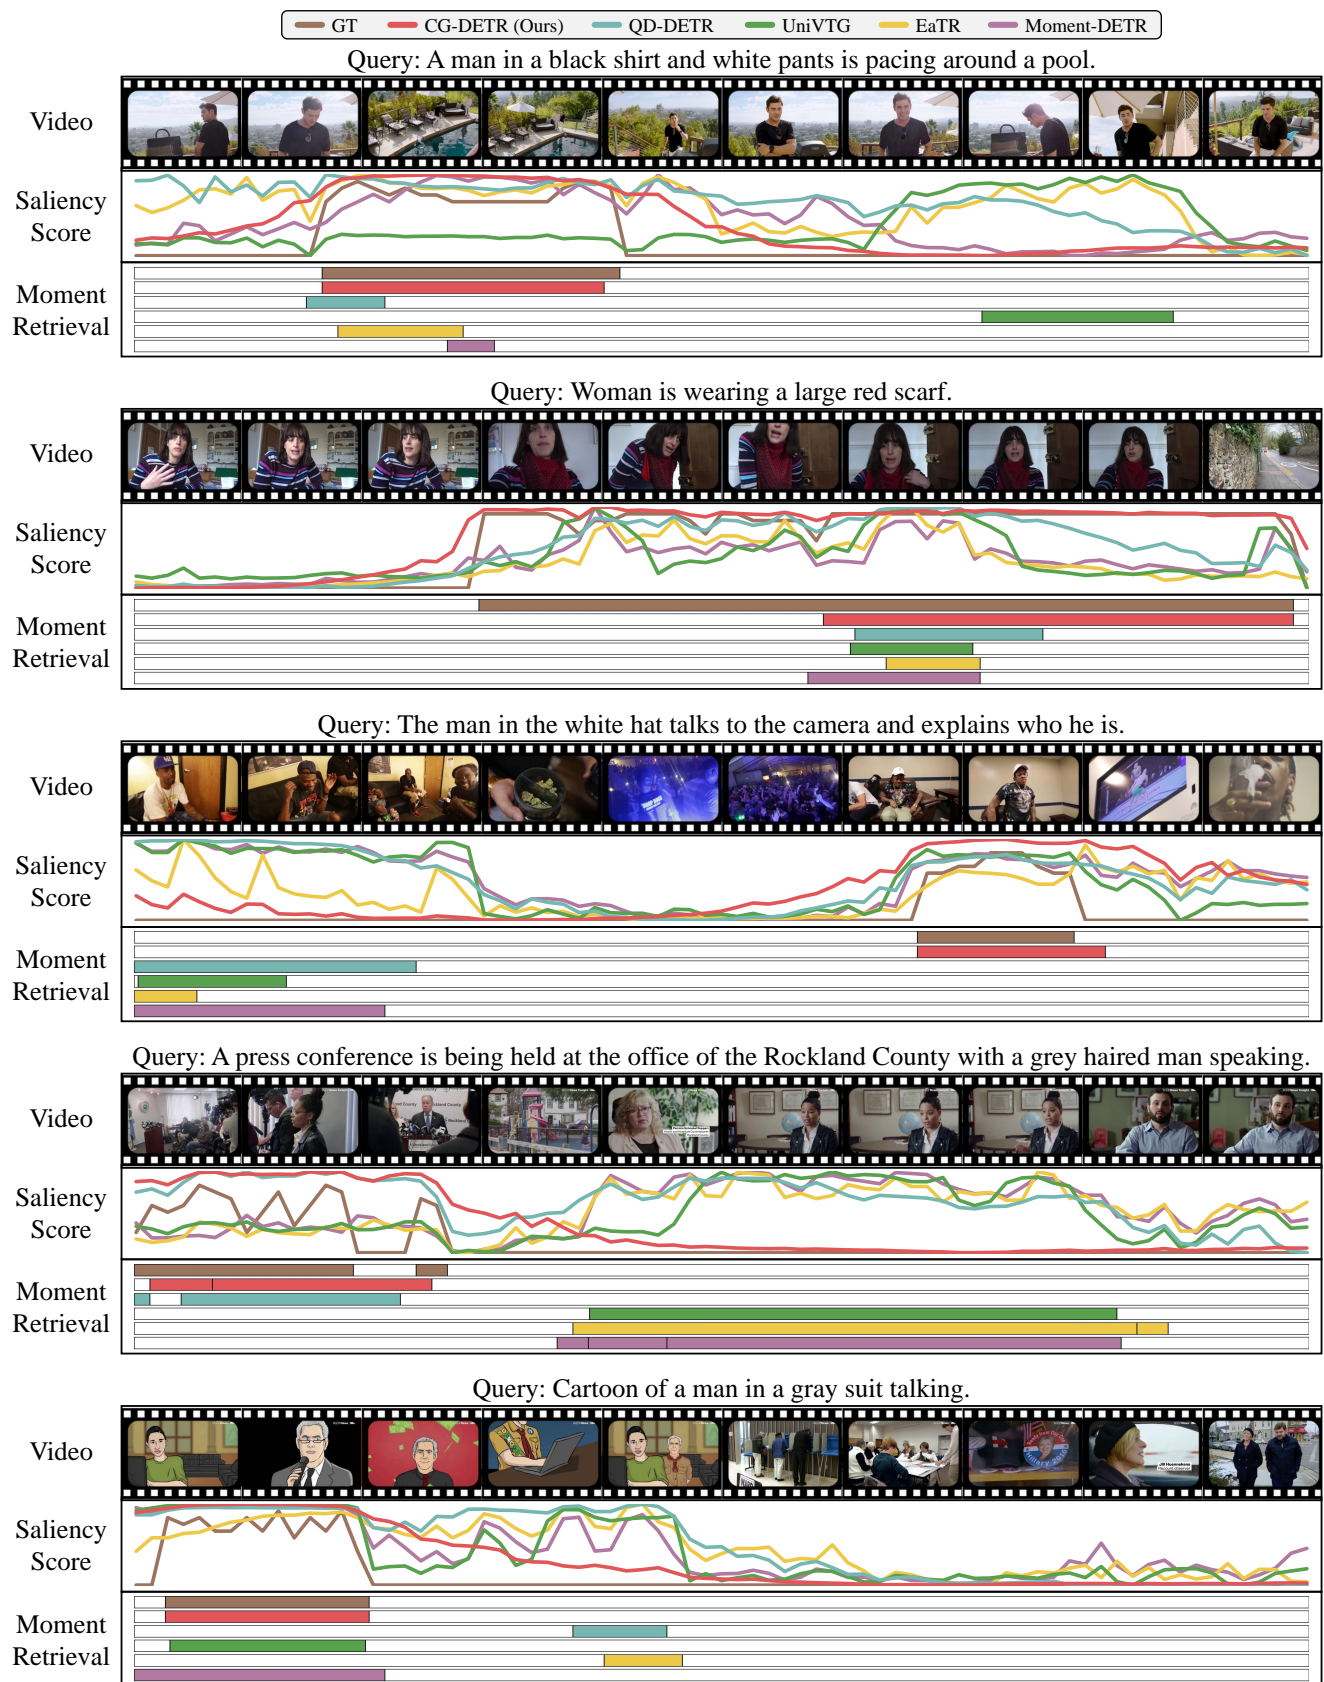 GT CG-DETR (Ours) QD-DETR UniVTG EaTR Moment-DETR
Query: A man in a black shirt and white pants is pacing around a pool.
Video
Saliency
Score
Moment
Retrieval
Query: Woman is wearing a large red scarf.
Video
Saliency
Score
Moment
Retrieval
Query: The man in the white hat talks to the camera and explains who he is.
Video
Saliency
Score
Moment
Retrieval
Query: A press conference is being held at the office of the Rockland County with a grey haired man speaking.
Video
Saliency
Score
Moment
Retrieval
Query: Cartoon of a man in a gray suit talking.
Video
Jill Huennekens
Recount observer
Saliency
Score
Moment
Retrieval